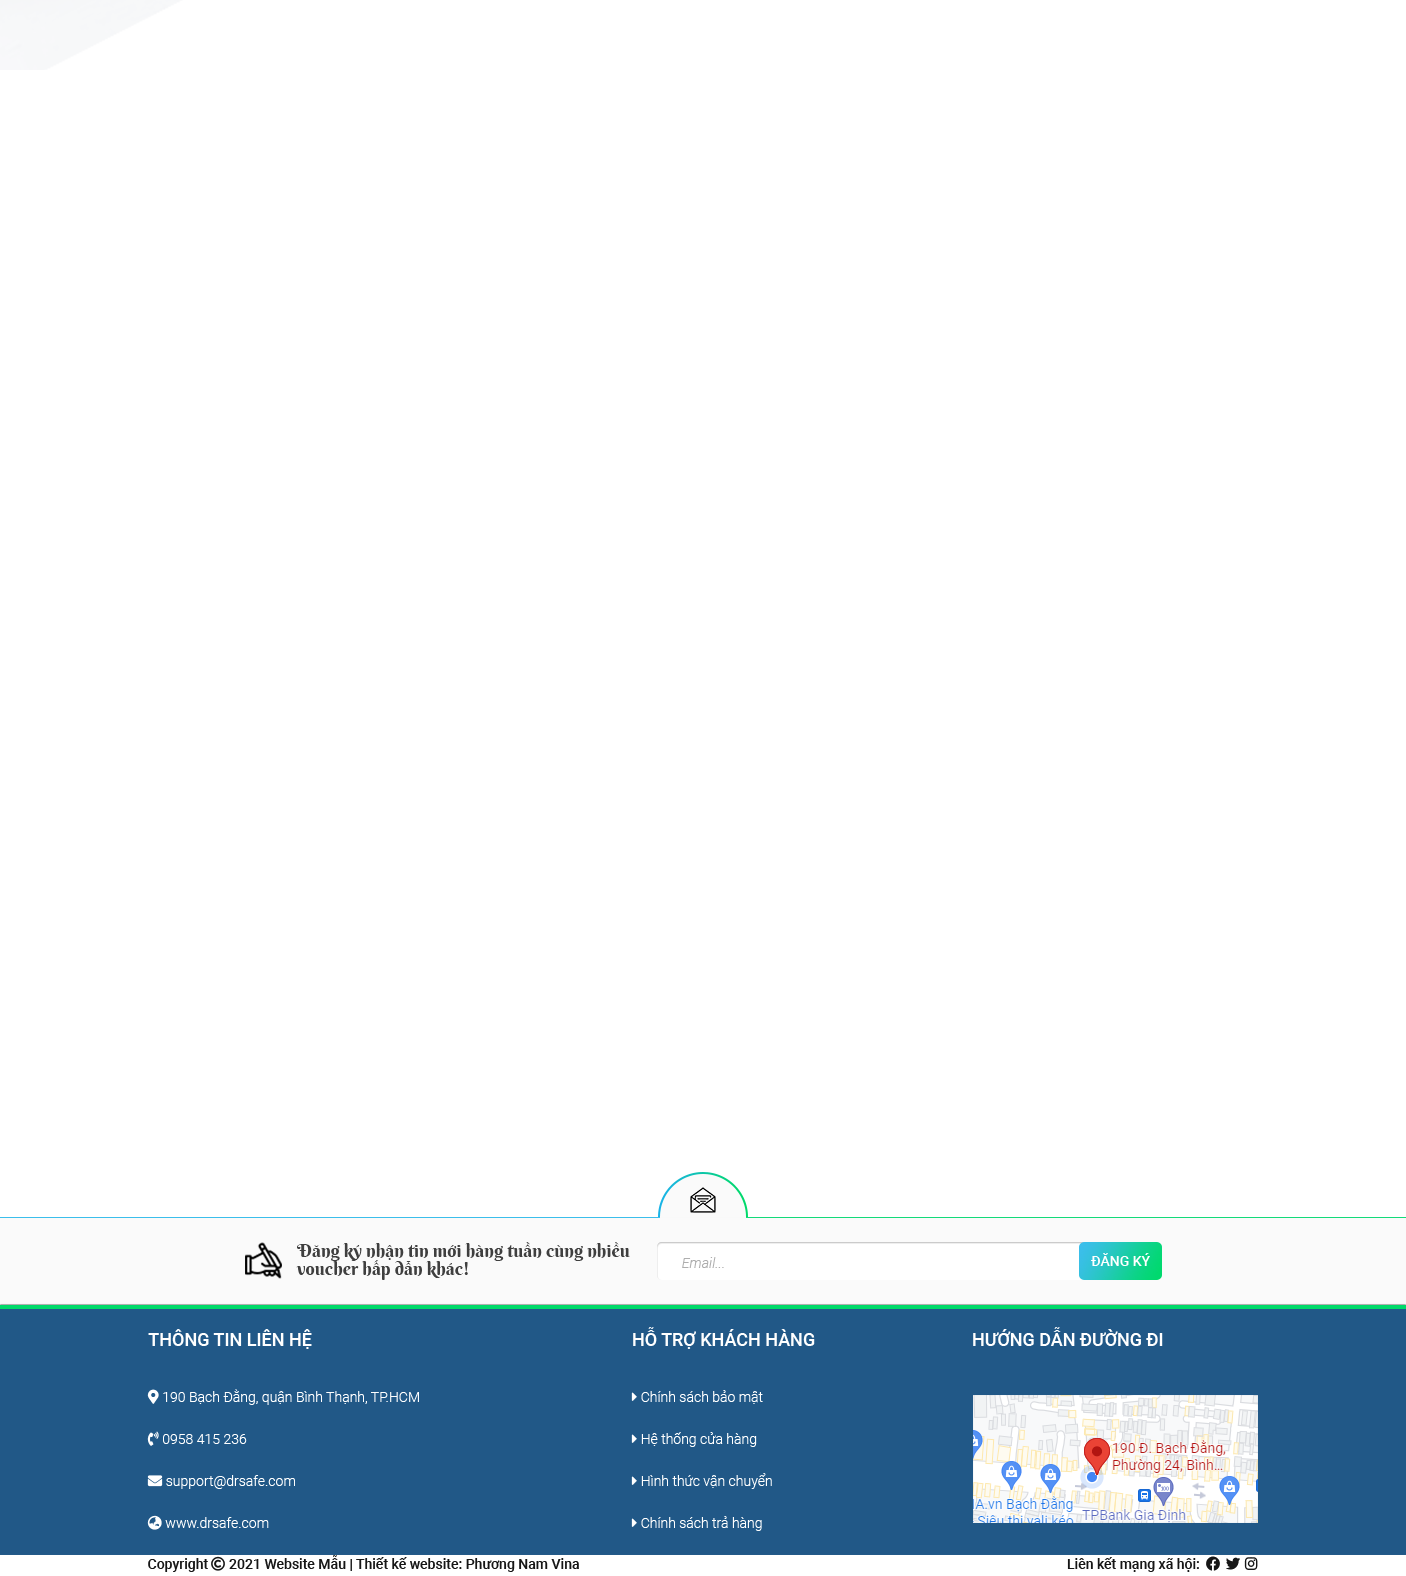 Đăng ký nhận tin mới hàng tuần cùng nhiều
voucher hấp dẫn khác!
Email...
ĐĂNG KÝ
THÔNG TIN LIÊN HỆ
190 Bạch Đằng, quận Bình Thạnh, TP.HCM
0958 415 236
support@drsafe.com
www.drsafe.com
HỖ TRỢ KHÁCH HÀNG
Chính sách bảo mật
Hệ thống cửa hàng
Hình thức vận chuyển
Chính sách trả hàng
HƯỚNG DẪN ĐƯỜNG ĐI
190 Đ. Bạch Đằng,
Phường 24, Bình...
IA.vn Bạch Đằng
Siêu thị vali kéo
TPBank Gia Định
Copyright © 2021 Website Mẫu | Thiết kế website: Phương Nam Vina
Liên kết mạng xã hội: